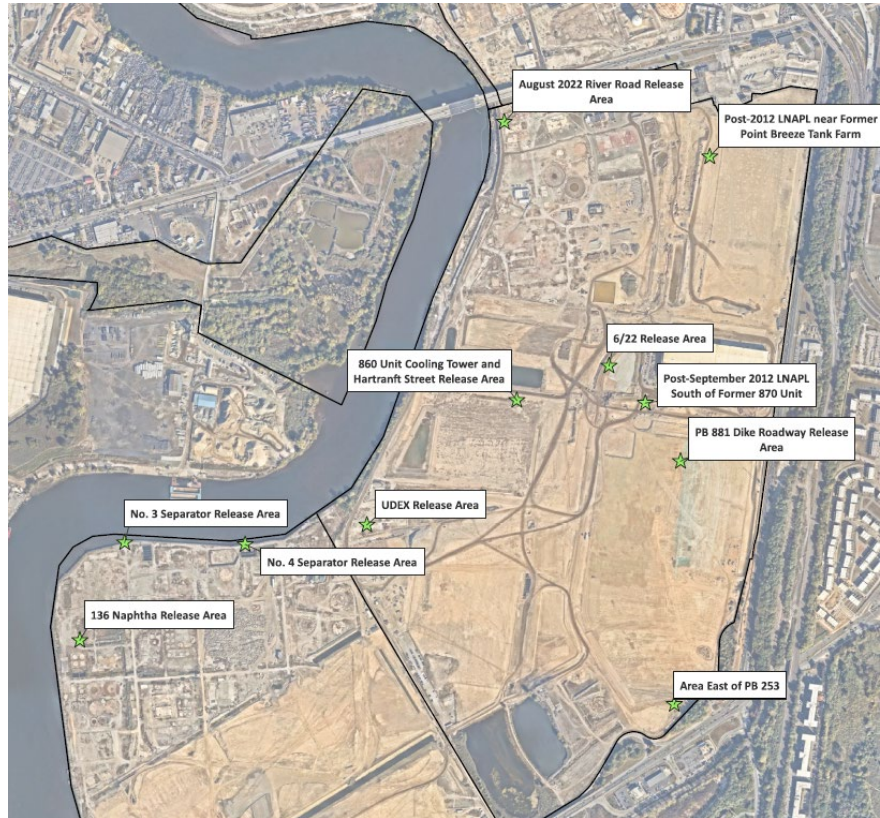 August 2022 River Road Release
Area
Post-2012 LNAPL near Former
Point Breeze Tank Farm
6/22 Release Area
860 Unit Cooling Tower and
Hartranft Street Release Area
Post-September 2012 LNAPL
South of Former 870 Unit
PB 881 Dike Roadway Release
Area
UDEX Release Area
No. 3 Separator Release Area
No. 4 Separator Release Area
136 Naphtha Release Area
Area East of PB 253